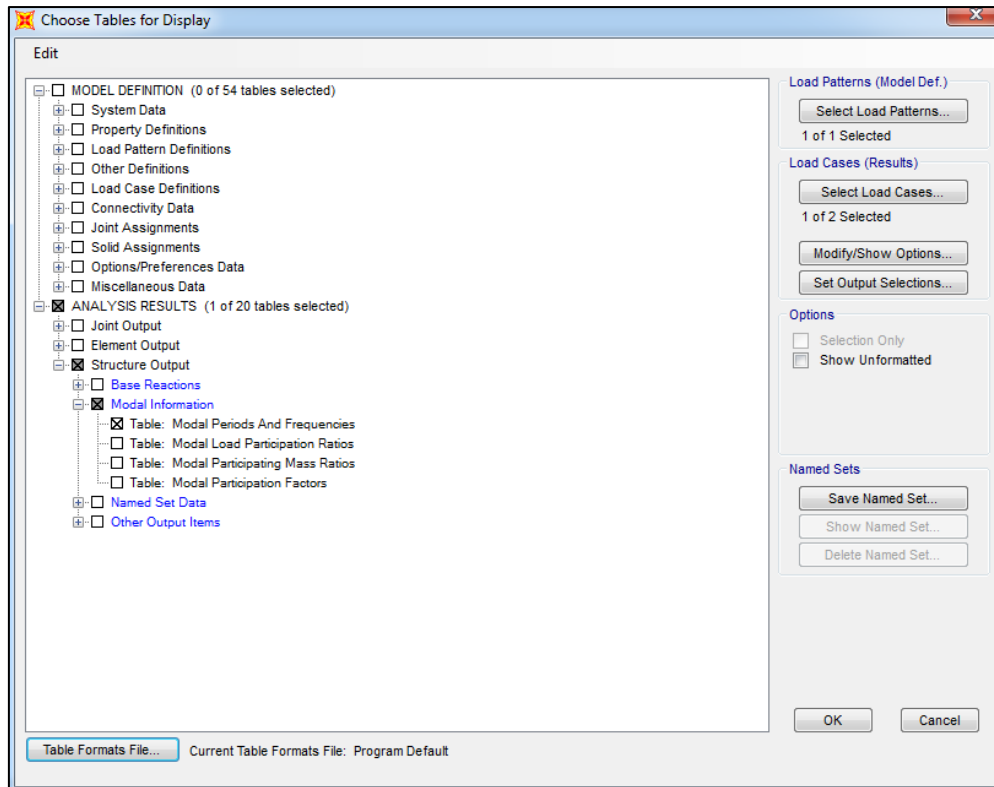 Choose Tables for Display
Edit
MODEL DEFINITION (0 of 54 tables selected)
System Data
Property Definitions
Load Pattern Definitions
Other Definitions
Load Case Definitions
Connectivity Data
Joint Assignments
Solid Assignments
Options/Preferences Data
Miscellaneous Data
ANALYSIS RESULTS (1 of 20 tables selected)
Joint Output
Element Output
Structure Output
Base Reactions
Modal Information
Table: Modal Periods And Frequencies
Table: Modal Load Participation Ratios
Table: Modal Participating Mass Ratios
Table: Modal Participation Factors
Named Set Data
Other Output Items
Load Patterns (Model Def.)
Select Load Patterns...
1 of 1 Selected
Load Cases (Results)
Select Load Cases...
1 of 2 Selected
Modify/Show Options...
Set Output Selections...
Options
Selection Only
Show Unformatted
Named Sets
Save Named Set...
Show Named Set...
Delete Named Set...
OK Cancel
Table Formats File... Current Table Formats File: Program Default